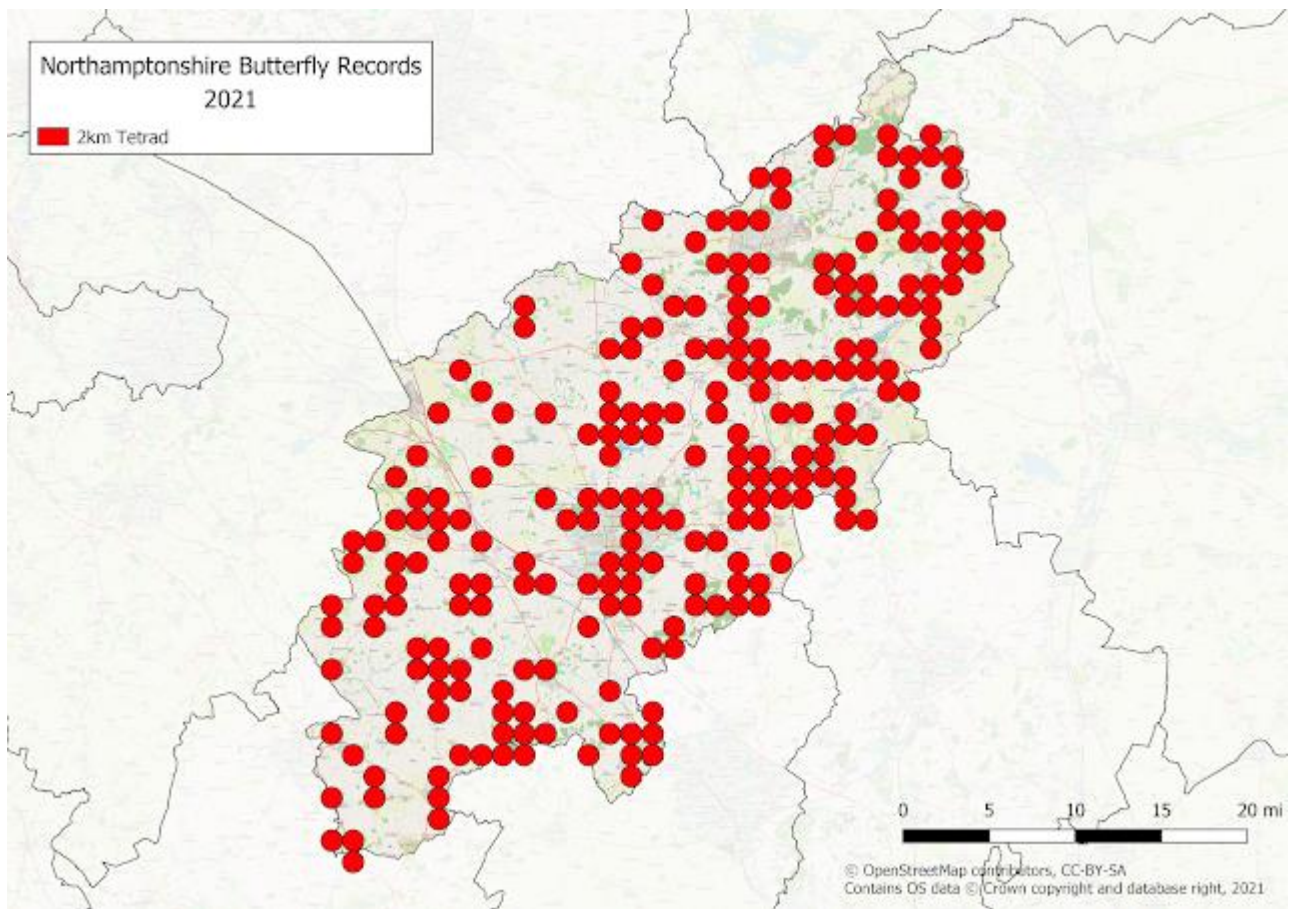 Northamptonshire Butterfly Records
2021
2km Tetrad
0 5 10 15 20 mi
© OpenStreetMap contributors, CC-BY-SA
Contains OS data © Crown copyright and database right, 2021